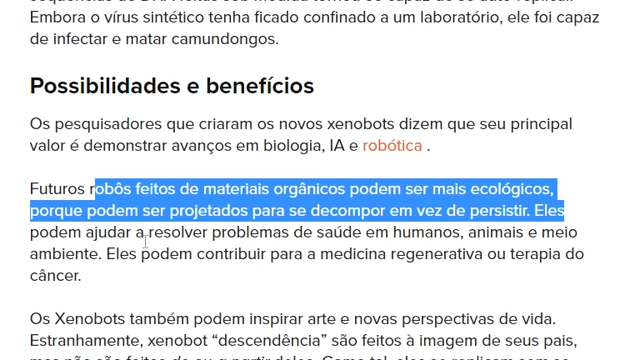 Embora o vírus sintético tenha ficado confinado a um laboratório, ele foi capaz
de infectar e matar camundongos.
Possibilidades e benefícios
Os pesquisadores que criaram os novos xenobots dizem que seu principal
valor é demonstrar avanços em biologia, IA e robótica .
Futuros robôs feitos de materiais orgânicos podem ser mais ecológicos,
porque podem ser projetados para se decompor em vez de persistir. Eles
podem ajudar a resolver problemas de saúde em humanos, animais e meio
ambiente. Eles podem contribuir para a medicina regenerativa ou terapia do
câncer.
Os Xenobots também podem inspirar arte e novas perspectivas de vida.
Estranhamente, xenobot “descendência” são feitos à imagem de seus pais,